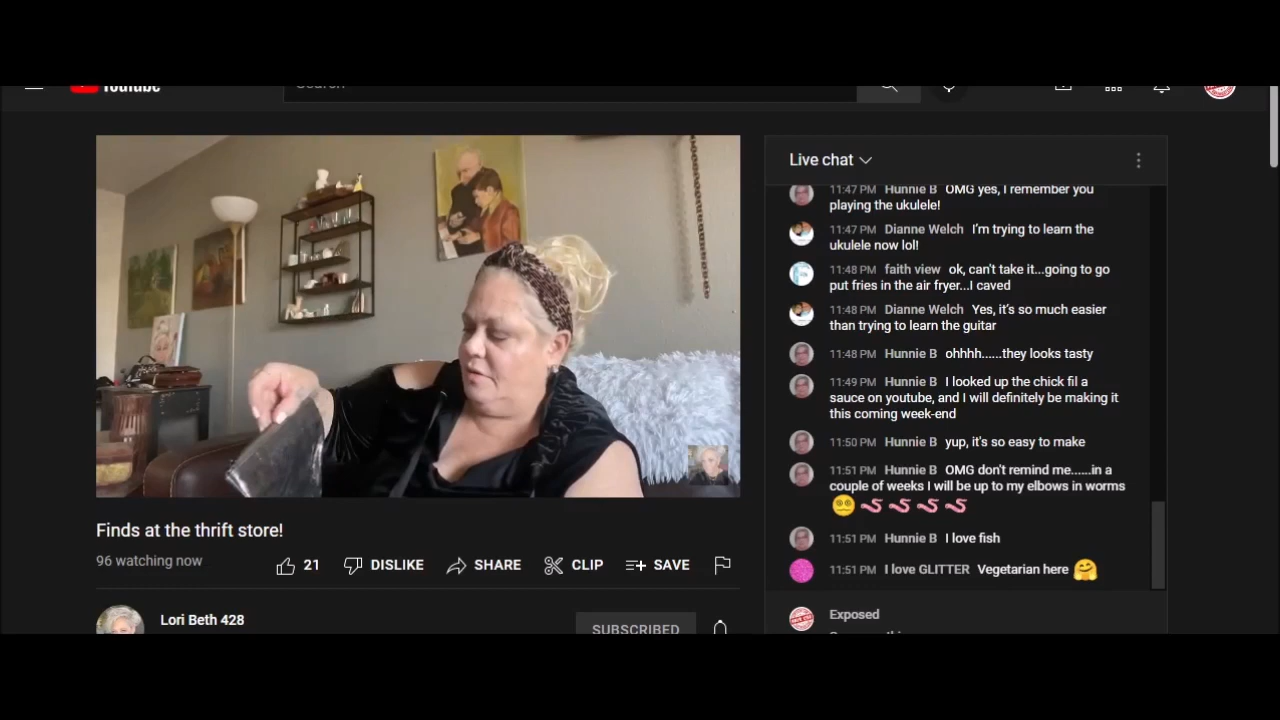 YouTube
Search
Live chat
11:47 PM Hunnie B OMG yes, I remember you
playing the ukulele!
11:47 PM Dianne Welch I'm trying to learn the
ukulele now lol!
11:48 PM faith view ok, can't take it...going to go
put fries in the air fryer...I caved
11:48 PM Dianne Welch Yes, it's so much easier
than trying to learn the guitar
11:48 PM Hunnie B ohhhh......they looks tasty
11:49 PM Hunnie B I looked up the chick fil a
sauce on youtube, and I will definitely be making it
this coming week-end
11:50 PM Hunnie B yup, it's so easy to make
11:51 PM Hunnie B OMG don't remind me......in a
couple of weeks I will be up to my elbows in worms
😵‍💫 🪱 🪱 🪱 🪱
11:51 PM Hunnie B I love fish
11:51 PM I love GLITTER Vegetarian here 🤗
Exposed
Finds at the thrift store!
96 watching now
21 DISLIKE SHARE CLIP SAVE
Lori Beth 428
SUBSCRIBED